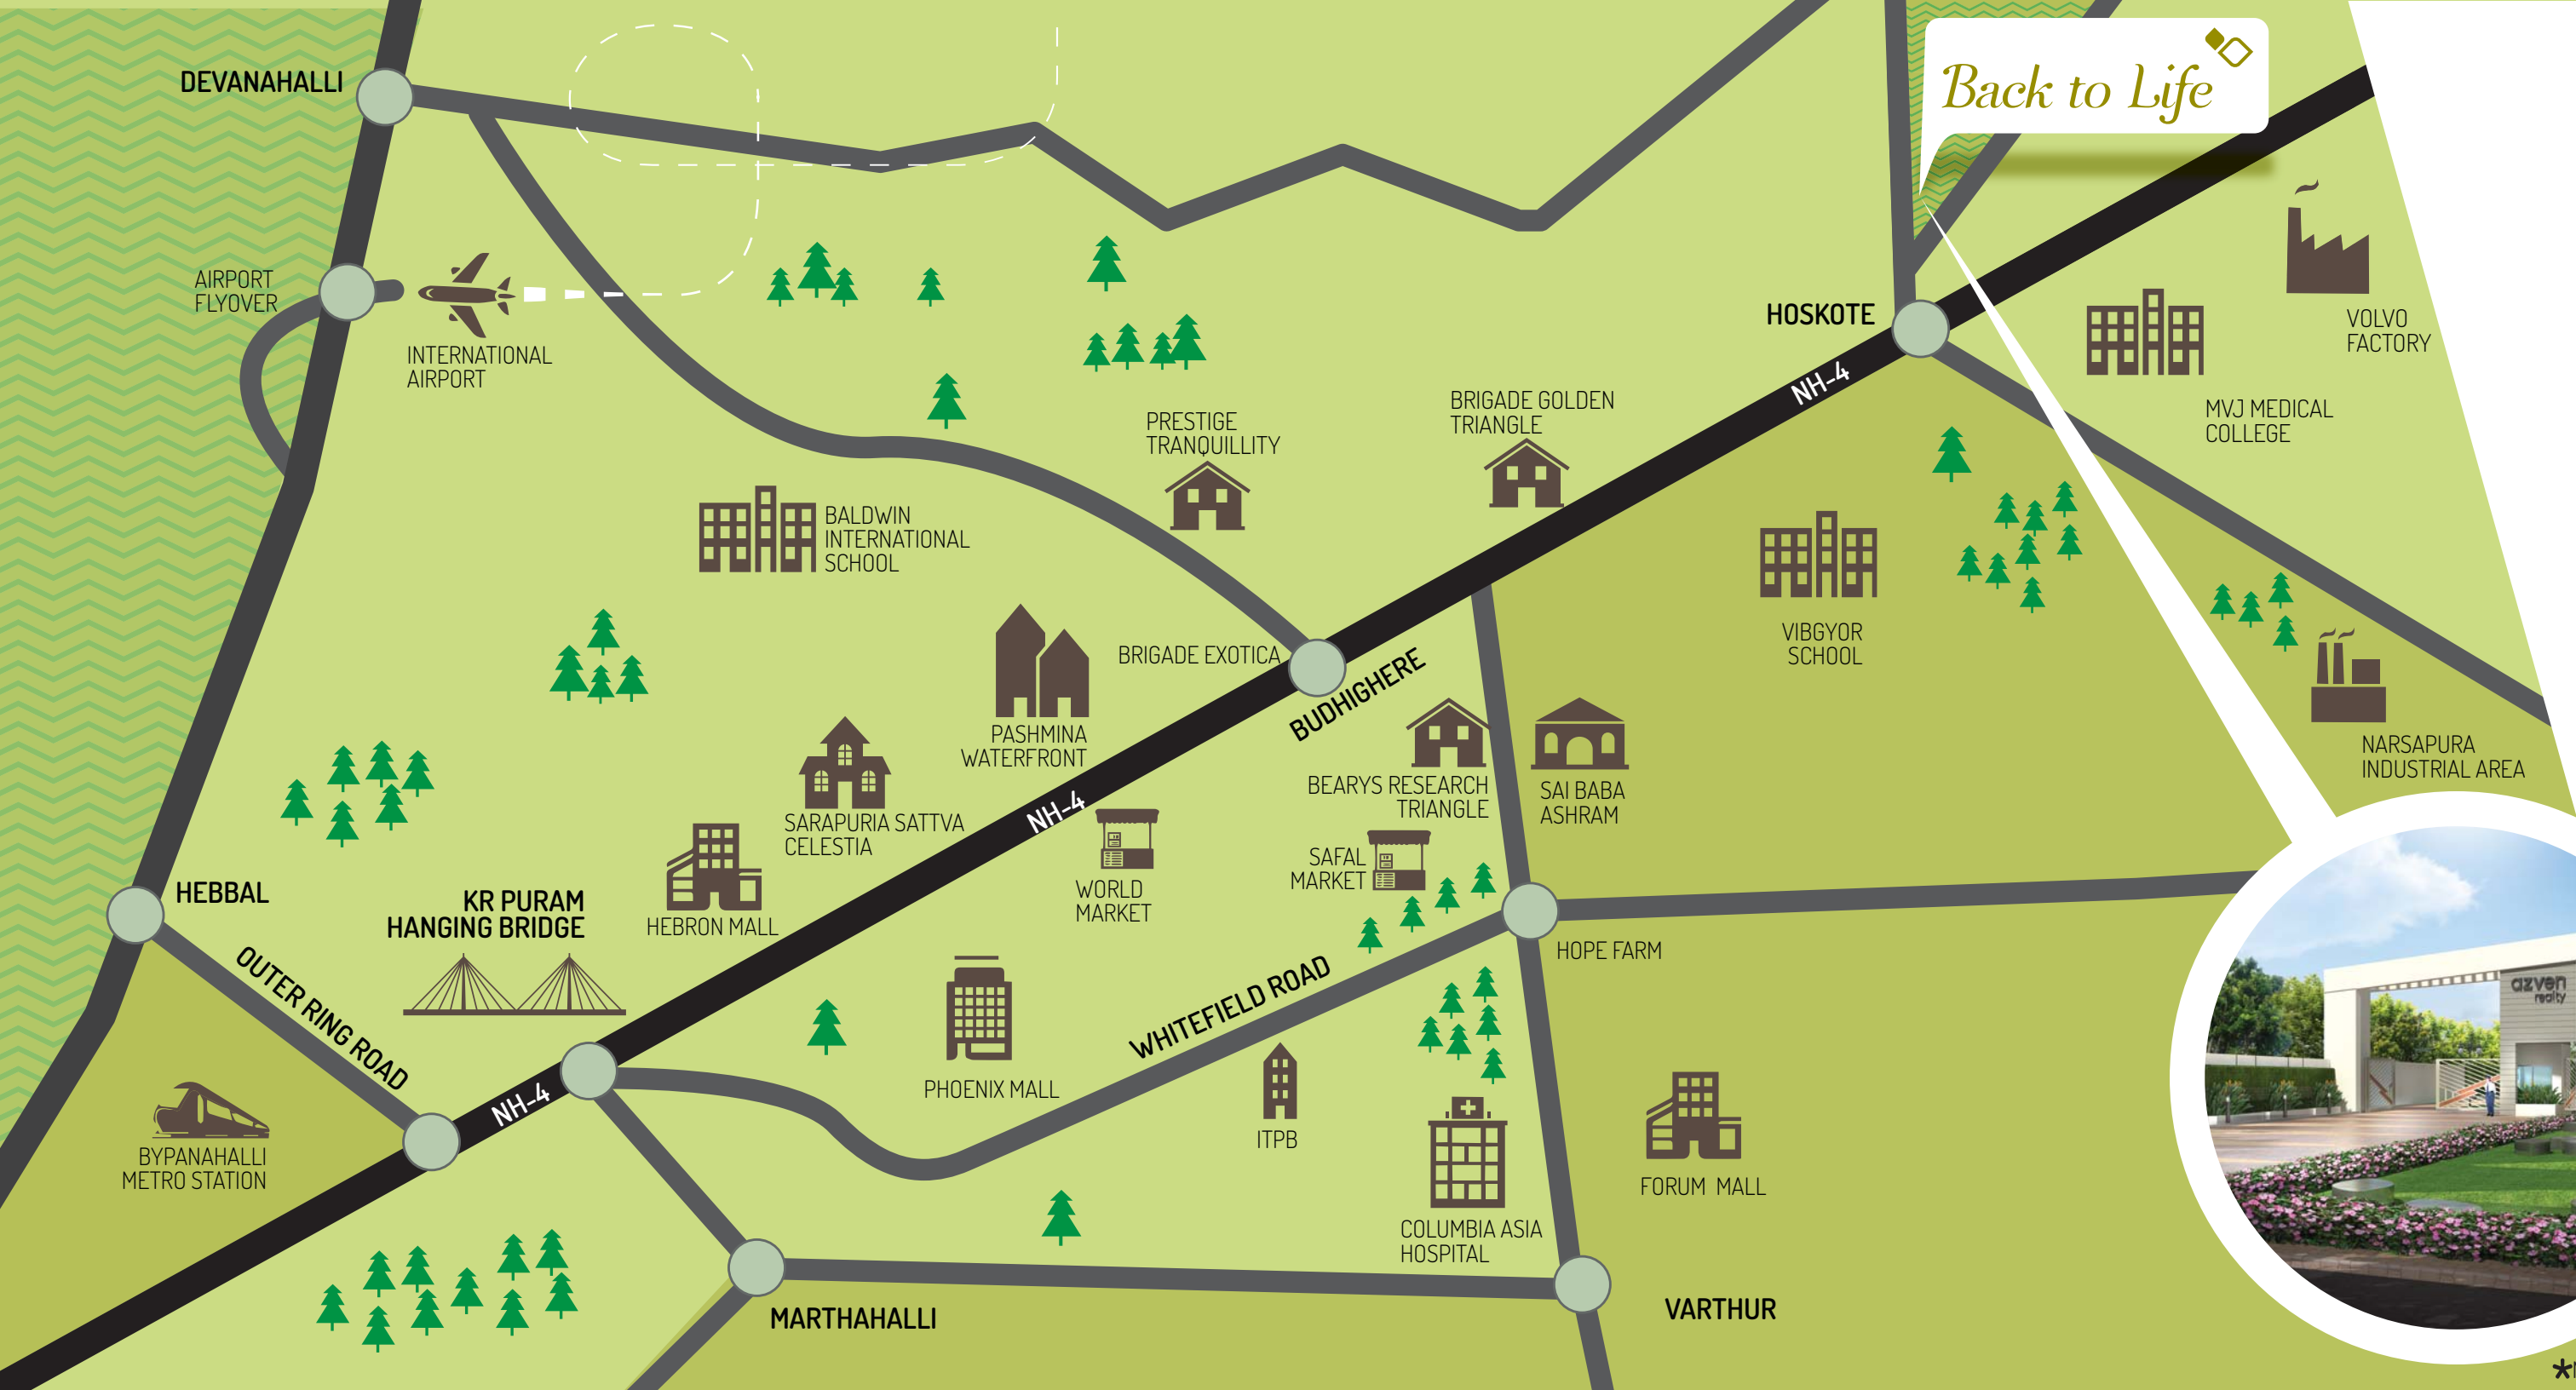 DEVANAHALLI
Back to Life
AIRPORT
FLYOVER
INTERNATIONAL
AIRPORT
HOSKOTE
VOLVO
FACTORY
NH-4
MVJ MEDICAL
COLLEGE
PRESTIGE
TRANQUILLITY
BRIGADE GOLDEN
TRIANGLE
BALDWIN
INTERNATIONAL
SCHOOL
VIBGYOR
SCHOOL
BRIGADE EXOTICA
BUDHIGHERE
PASHMINA
WATERFRONT
NARSAPURA
INDUSTRIAL AREA
BEARYS RESEARCH
TRIANGLE
SAI BABA
ASHRAM
NH-4
SARAPURIA SATTVA
CELESTIA
SAFAL
MARKET
WORLD
MARKET
HEBBAL
KR PURAM
HANGING BRIDGE
HEBRON MALL
HOPE FARM
OUTER RING ROAD
WHITEFIELD ROAD
azven
realty
PHOENIX MALL
NH-4
ITPB
BYPANAHALLI
METRO STATION
FORUM  MALL
COLUMBIA ASIA
HOSPITAL
MARTHAHALLI
VARTHUR